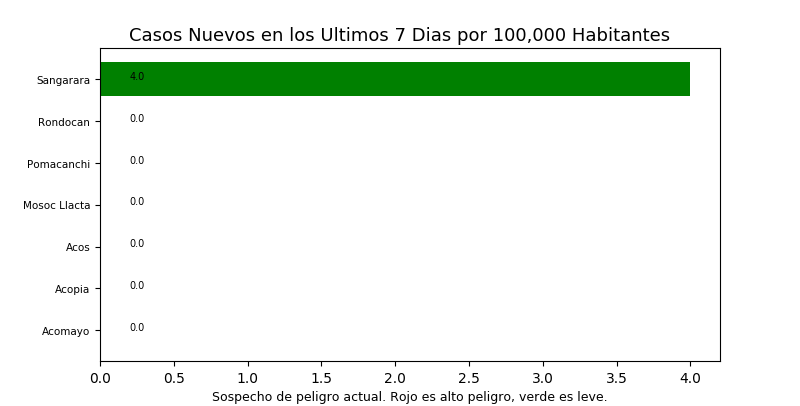 Casos Nuevos en los Ultimos 7 Dias por 100,000 Habitantes
Sangarara 4.0
Rondocan 0.0
Pomacanchi 0.0
Mosoc Llacta 0.0
Acos 0.0
Acopia 0.0
Acomayo 0.0
0.0 0.5 1.0 1.5 2.0 2.5 3.0 3.5 4.0
Sospecho de peligro actual. Rojo es alto peligro, verde es leve.